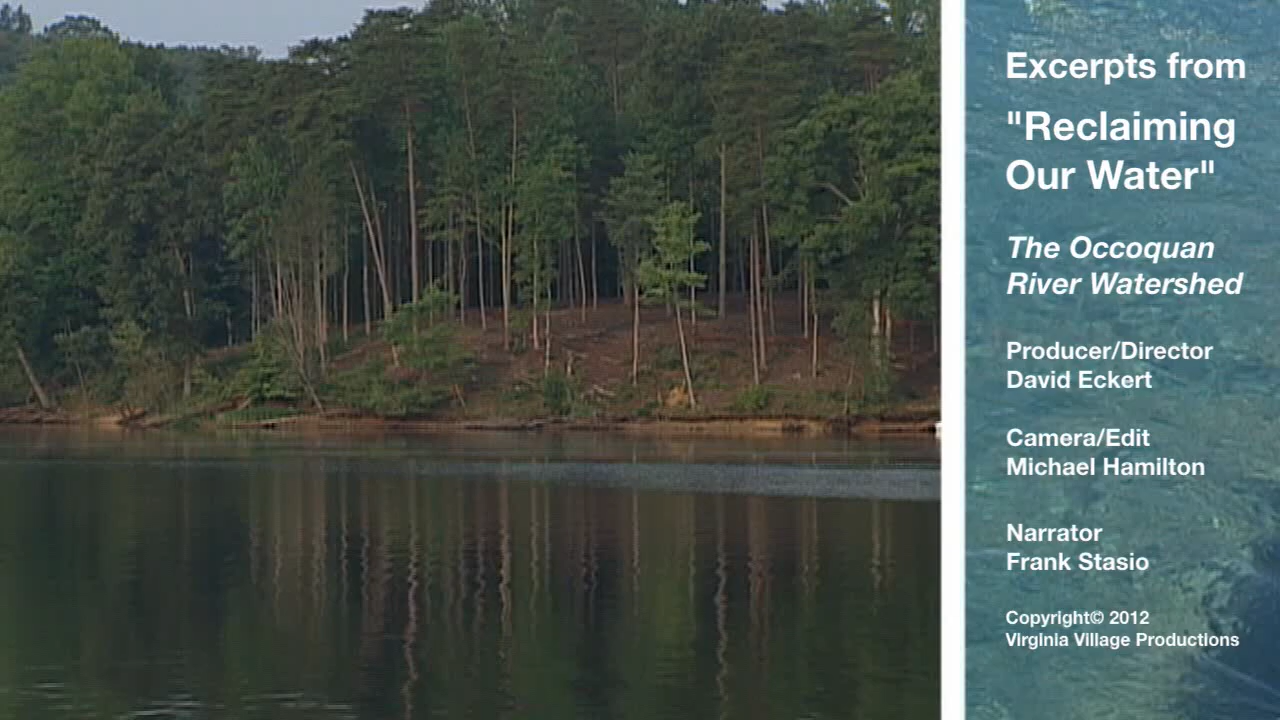 Excerpts from
"Reclaiming
Our Water"
The Occoquan
River Watershed
Producer/Director
David Eckert
Camera/Edit
Michael Hamilton
Narrator
Frank Stasio
Copyright© 2012
Virginia Village Productions